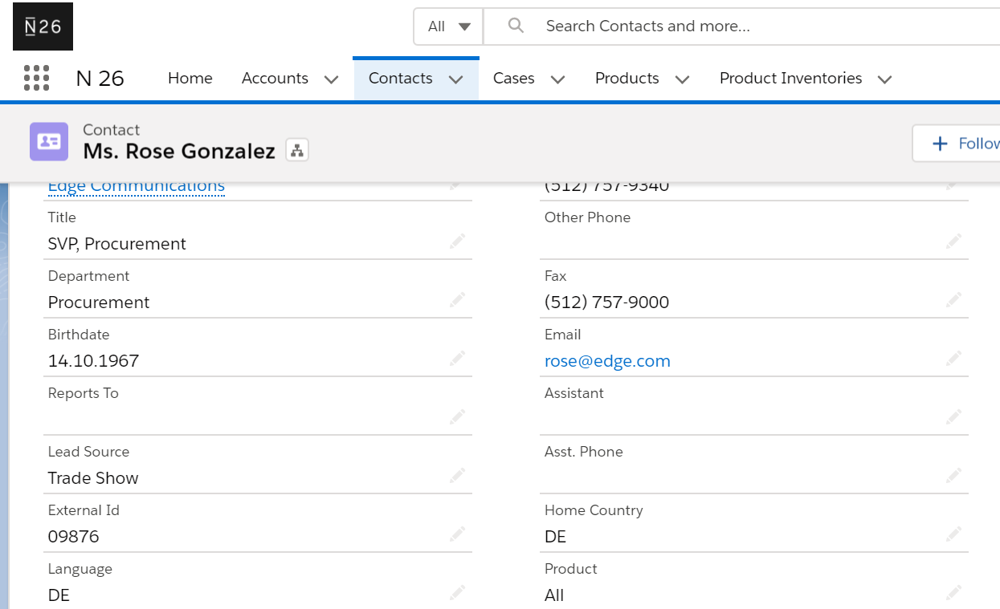 N26
All
Search Contacts and more...
N 26
Home
Accounts
Contacts
Cases
Products
Product Inventories
Contact
Ms. Rose Gonzalez
Follow
Edge Communications
(512) 757-9340
Title
SVP, Procurement
Other Phone
Department
Procurement
Fax
(512) 757-9000
Birthdate
14.10.1967
Email
rose@edge.com
Reports To
Assistant
Lead Source
Trade Show
Asst. Phone
External Id
09876
Home Country
DE
Language
DE
Product
All